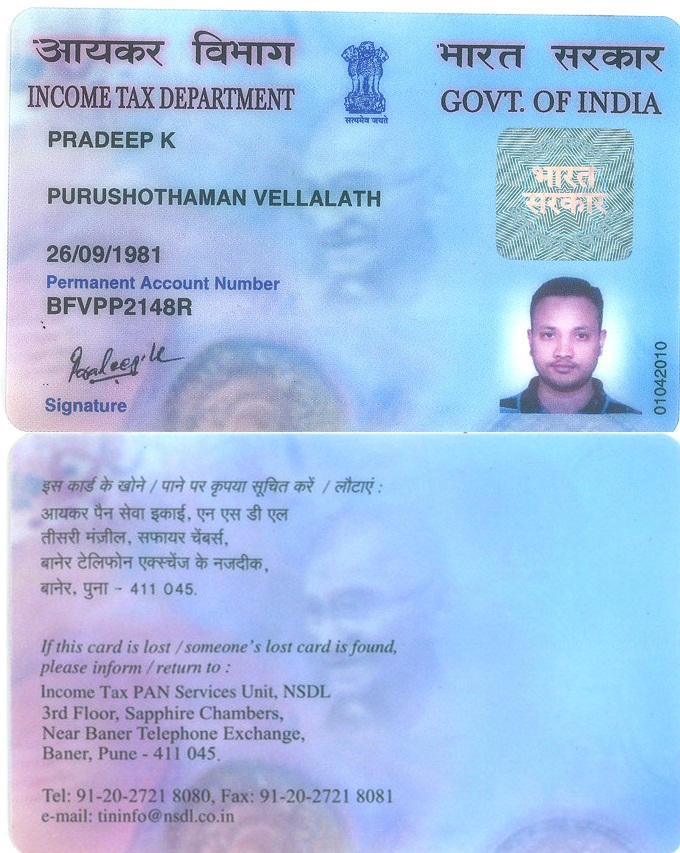 आयकर विभाग
INCOME TAX DEPARTMENT
सत्यमेव जयते
भारत सरकार
GOVT. OF INDIA
PRADEEP K
PURUSHOTHAMAN VELLALATH
26/09/1981
Permanent Account Number
BFVPP2148R
Signature
भारत
सरकार
01042010
इस कार्ड के खोने / पाने पर कृपया सूचित करें / लौटाएं :
आयकर पैन सेवा इकाई, एन एस डी एल
तीसरी मंज़ील, सफायर चेंबर्स,
बानेर टेलिफोन एक्स्चेंज के नजदीक,
बानेर, पुना - 411 045.
If this card is lost / someone's lost card is found,
please inform / return to :
Income Tax PAN Services Unit, NSDL
3rd Floor, Sapphire Chambers,
Near Baner Telephone Exchange,
Baner, Pune - 411 045.
Tel: 91-20-2721 8080, Fax: 91-20-2721 8081
e-mail: tininfo@nsdl.co.in